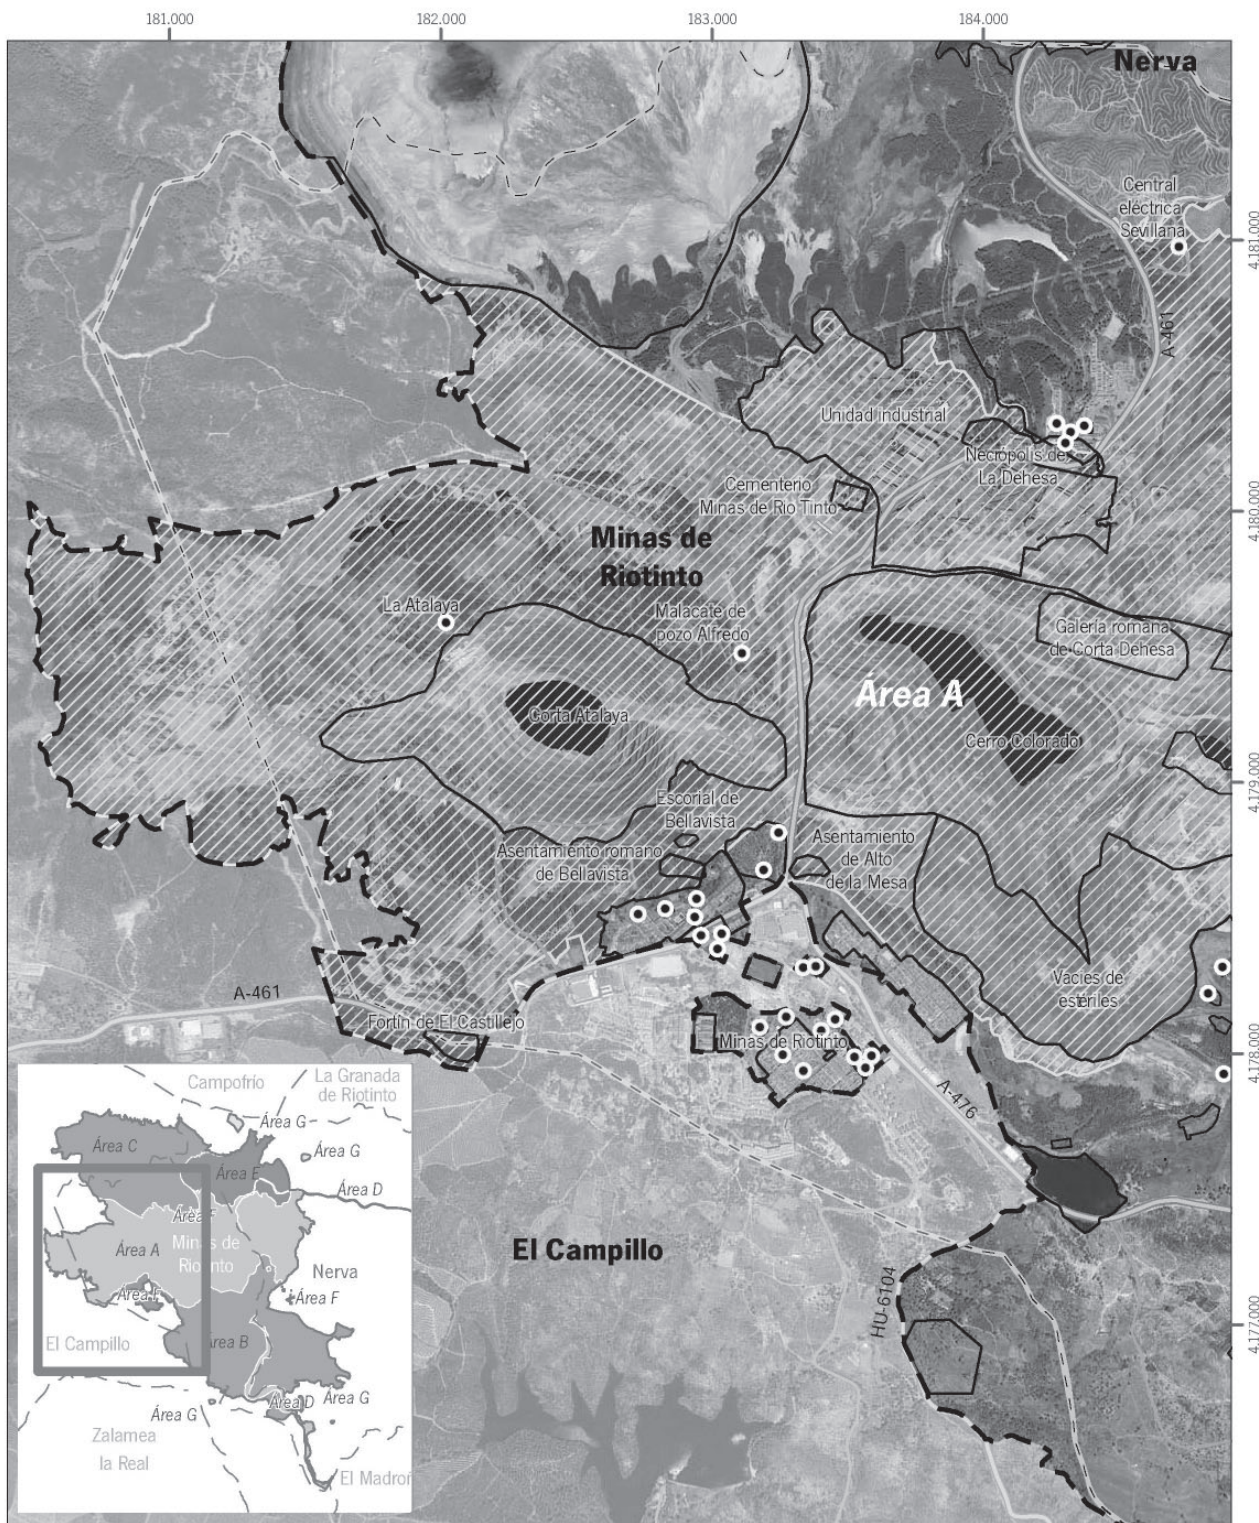 181.000
182.000
183.000
184.000
Nerva
Central
eléctrica
Sevillana
4.181.000
A-461
Unidad industrial
Necrópolis de
La Dehesa
Cementerio
Minas de Río Tinto
4.180.000
Minas de
Riotinto
La Atalaya
Malacate de
pozo Alfredo
Galería romana
de Corta Dehesa
Área A
Corta Atalaya
Cerro Colorado
4.179.000
Escorial de
Bellavista
Asentamiento romano
de Bellavista
Asentamiento
de Alto
de la Mesa
Vacies de
estériles
A-461
Fortín de El Castillejo
Minas de Riotinto
4.178.000
A-476
El Campillo
HU-6104
4.177.000
Campofrío
La Granada
de Riotinto
Área G
Área C
Área G
Área E
Área D
Área F
Área A
Minas de
Riotinto
Nerva
Área F
Área F
El Campillo
Área B
Área D
Área G
Área G
Zalamea
la Real
El Madroñ